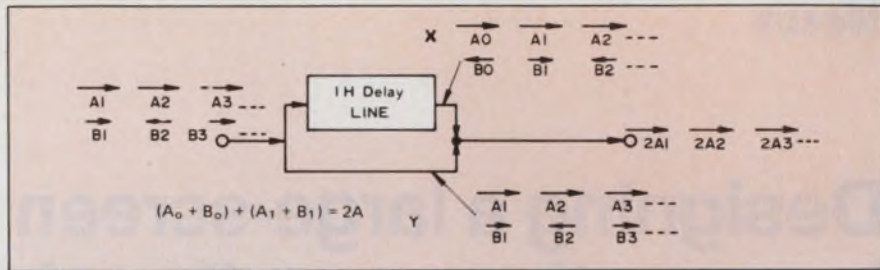 X A0 A1 A2 ----
B0 B1 B2 ----
A1 A2 A3 ----
B1 B2 B3 ----
1H Delay
LINE
2A1 2A2 2A3 ---
A1 A2 A3 ----
B1 B2 B3 ----
(A₀ + B₀) + (A₁ + B₁) = 2A
Y